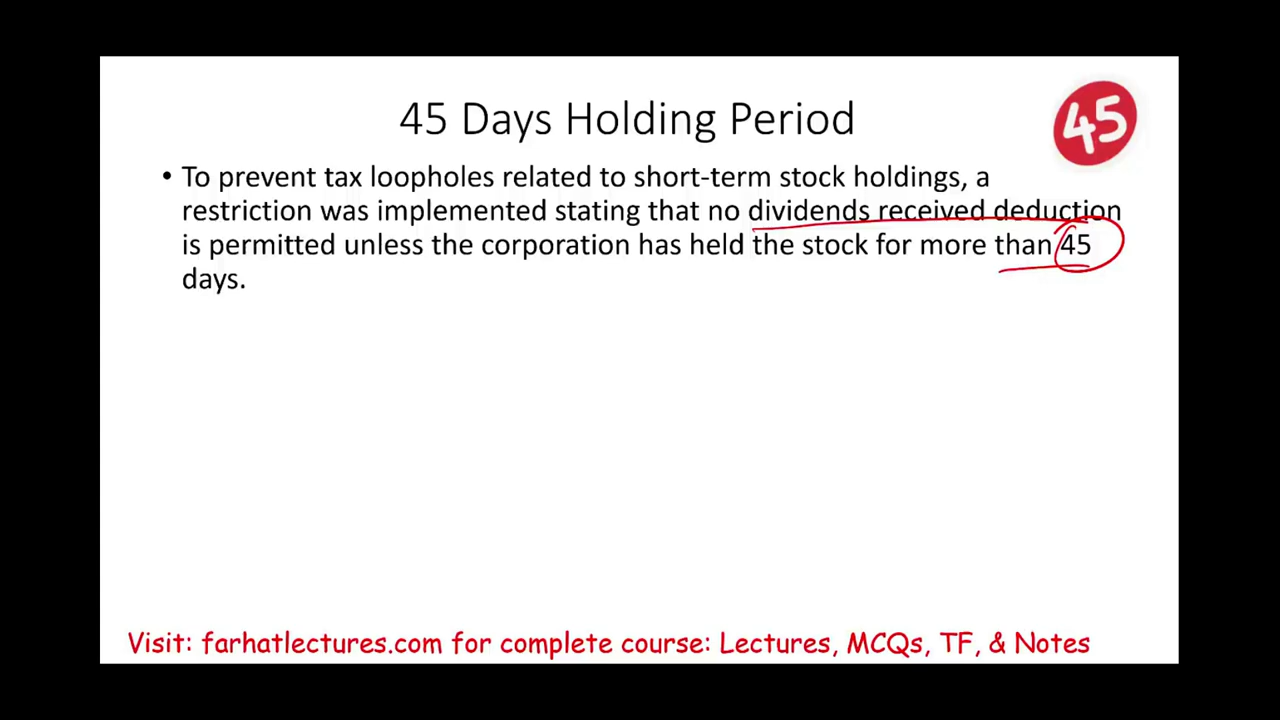 45 Days Holding Period
45
• To prevent tax loopholes related to short-term stock holdings, a
restriction was implemented stating that no dividends received deduction
is permitted unless the corporation has held the stock for more than 45
days.
Visit: farhatlectures.com for complete course: Lectures, MCQs, TF, & Notes